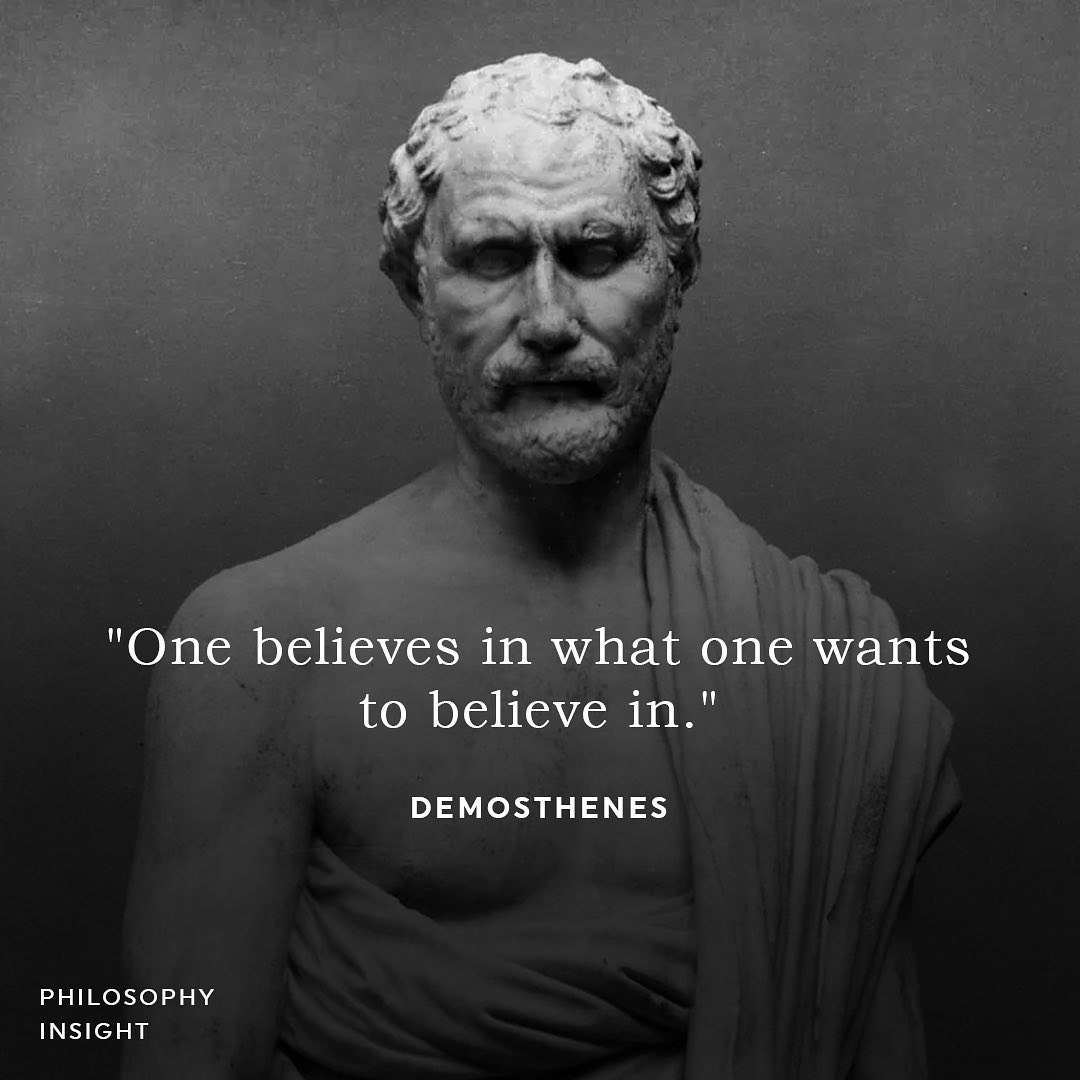 "One believes in what one wants
to believe in."
DEMOSTHENES
PHILOSOPHY
INSIGHT